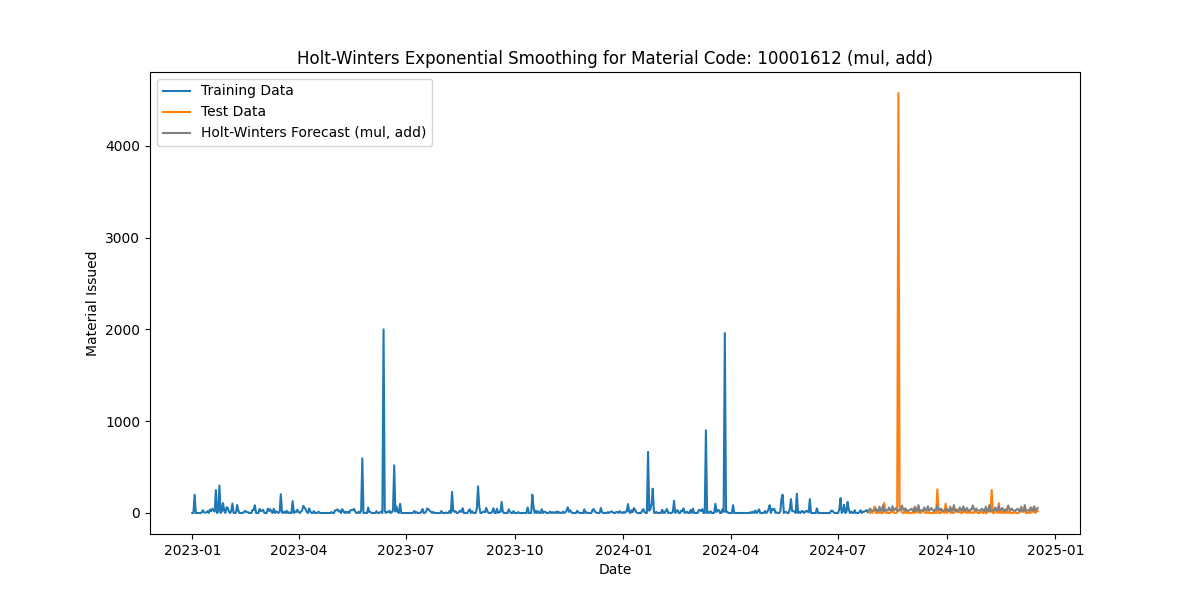 Holt-Winters Exponential Smoothing for Material Code: 10001612 (mul, add)
Training Data
Test Data
Holt-Winters Forecast (mul, add)
Material Issued
4000
3000
2000
1000
0
2023-01
2023-04
2023-07
2023-10
2024-01
2024-04
2024-07
2024-10
2025-01
Date